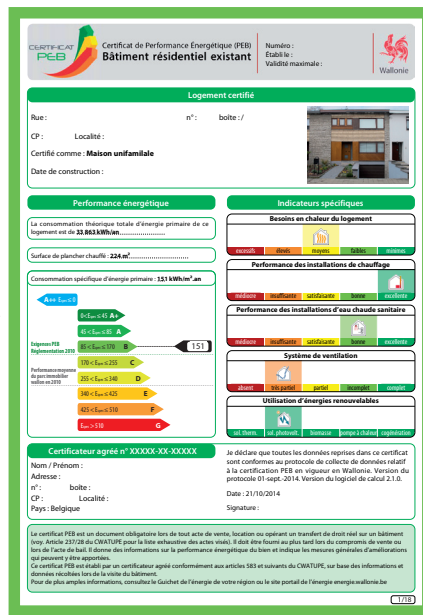 CERTIFICAT
PEB
Certificat de Performance Énergétique (PEB)
Bâtiment résidentiel existant
Numéro :
Établi le :
Validité maximale :
Wallonie
Logement certifié
Rue : n° : boîte : /
CP : Localité :
Certifié comme : Maison unifamilale
Date de construction :
Performance énergétique
La consommation théorique totale d'énergie primaire de ce
logement est de 33,863 kWh/an
Surface de plancher chauffé : 224 m²
Consommation spécifique d'énergie primaire : 151 kWh/m².an
A++ Espec ≤ 0
0 < Espec ≤ 45 A+
45 < Espec ≤ 85 A
Exigences PEB
Réglementation 2010
85 < Espec ≤ 170 B
151
170 < Espec ≤ 255 C
Performance moyenne
du parc immobilier
wallon en 2010
255 < Espec ≤ 340 D
340 < Espec ≤ 425 E
425 < Espec ≤ 510 F
Espec > 510 G
Indicateurs spécifiques
Besoins en chaleur du logement
excessifs élevés moyens faibles minimes
Performance des installations de chauffage
médiocre insuffisante satisfaisante bonne excellente
Performance des installations d'eau chaude sanitaire
médiocre insuffisante satisfaisante bonne excellente
Système de ventilation
absent très partiel partiel incomplet complet
Utilisation d'énergies renouvelables
sol. therm. sol. photovolt. biomasse pompe à chaleur cogénération
Certificateur agréé n° XXXXX-XX-XXXXX
Nom / Prénom :
Adresse :
n° : boîte :
CP : Localité :
Pays : Belgique
Je déclare que toutes les données reprises dans ce certificat
sont conformes au protocole de collecte de données relatif
à la certification PEB en vigueur en Wallonie. Version du
protocole 01-sept.-2014. Version du logiciel de calcul 2.1.0.
Date : 21/10/2014
Signature :
Le certificat PEB est un document obligatoire lors de tout acte de vente, location ou opérant un transfert de droit réel sur un bâtiment
(voy. Article 237/28 du CWATUPE pour la liste exhaustive des actes visés). Il doit être fourni au plus tard lors du compromis de vente ou
lors de l'acte de bail. Il donne des informations sur la performance énergétique du bien et indique les mesures générales d'améliorations
qui peuvent y être apportées.
Ce certificat PEB est établi par un certificateur agréé conformément aux articles 583 et suivants du CWATUPE, sur base des informations et
données récoltées lors de la visite du bâtiment.
Pour de plus amples informations, consultez le Guichet de l'énergie de votre région ou le site portail de l'énergie energie.wallonie.be
1/18